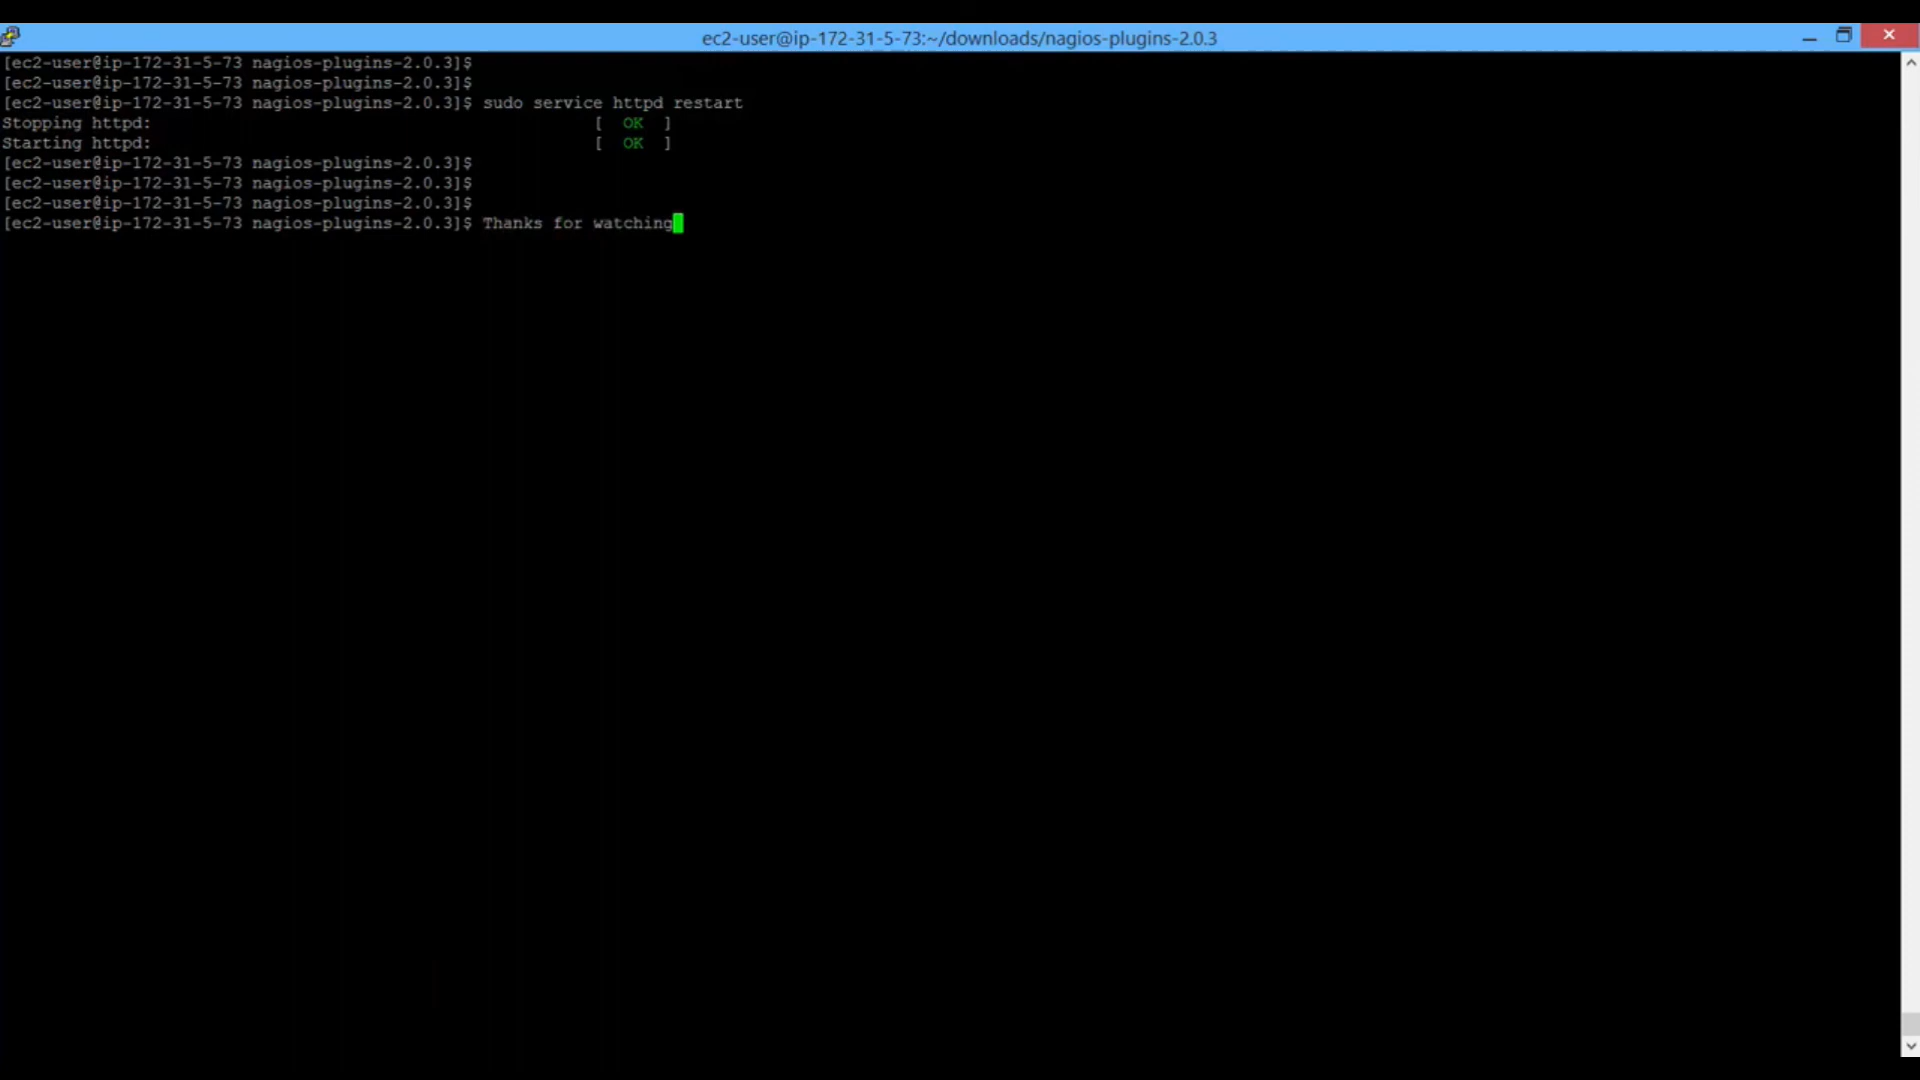 ec2-user@ip-172-31-5-73:~/downloads/nagios-plugins-2.0.3
[ec2-user@ip-172-31-5-73 nagios-plugins-2.0.3]$
[ec2-user@ip-172-31-5-73 nagios-plugins-2.0.3]$
[ec2-user@ip-172-31-5-73 nagios-plugins-2.0.3]$ sudo service httpd restart
Stopping httpd: [ OK ]
Starting httpd: [ OK ]
[ec2-user@ip-172-31-5-73 nagios-plugins-2.0.3]$
[ec2-user@ip-172-31-5-73 nagios-plugins-2.0.3]$
[ec2-user@ip-172-31-5-73 nagios-plugins-2.0.3]$
[ec2-user@ip-172-31-5-73 nagios-plugins-2.0.3]$ Thanks for watching